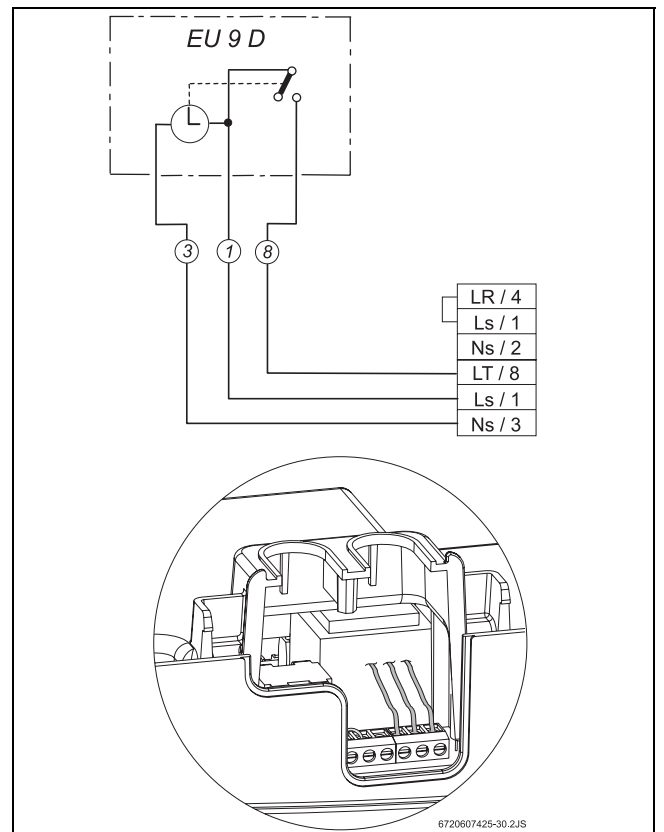 EU 9 D
3 1 8
LR / 4
Ls / 1
Ns / 2
LT / 8
Ls / 1
Ns / 3
6720607425-30.2JS